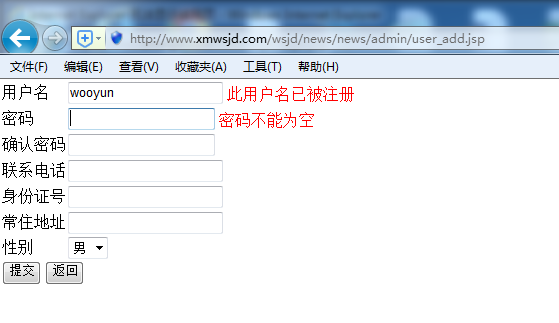 http://www.xmwsjd.com/wsjd/news/news/admin/user_add.jsp
文件(F) 编辑(E) 查看(V) 收藏夹(A) 工具(T) 帮助(H)
用户名 wooyun 此用户名已被注册
密码 密码不能为空
确认密码
联系电话
身份证号
常住地址
性别 男
提交 返回